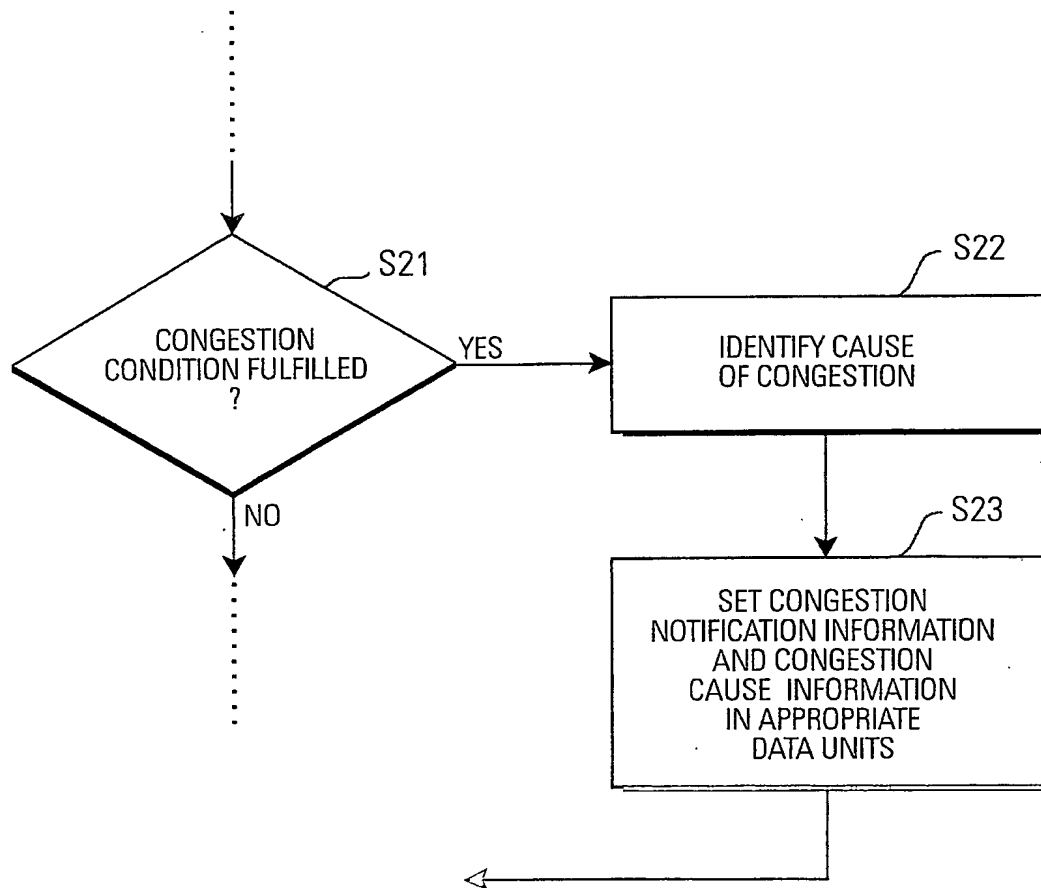 S21
CONGESTION
CONDITION FULFILLED
?
YES
NO
S22
IDENTIFY CAUSE
OF CONGESTION
S23
SET CONGESTION
NOTIFICATION INFORMATION
AND CONGESTION
CAUSE INFORMATION
IN APPROPRIATE
DATA UNITS